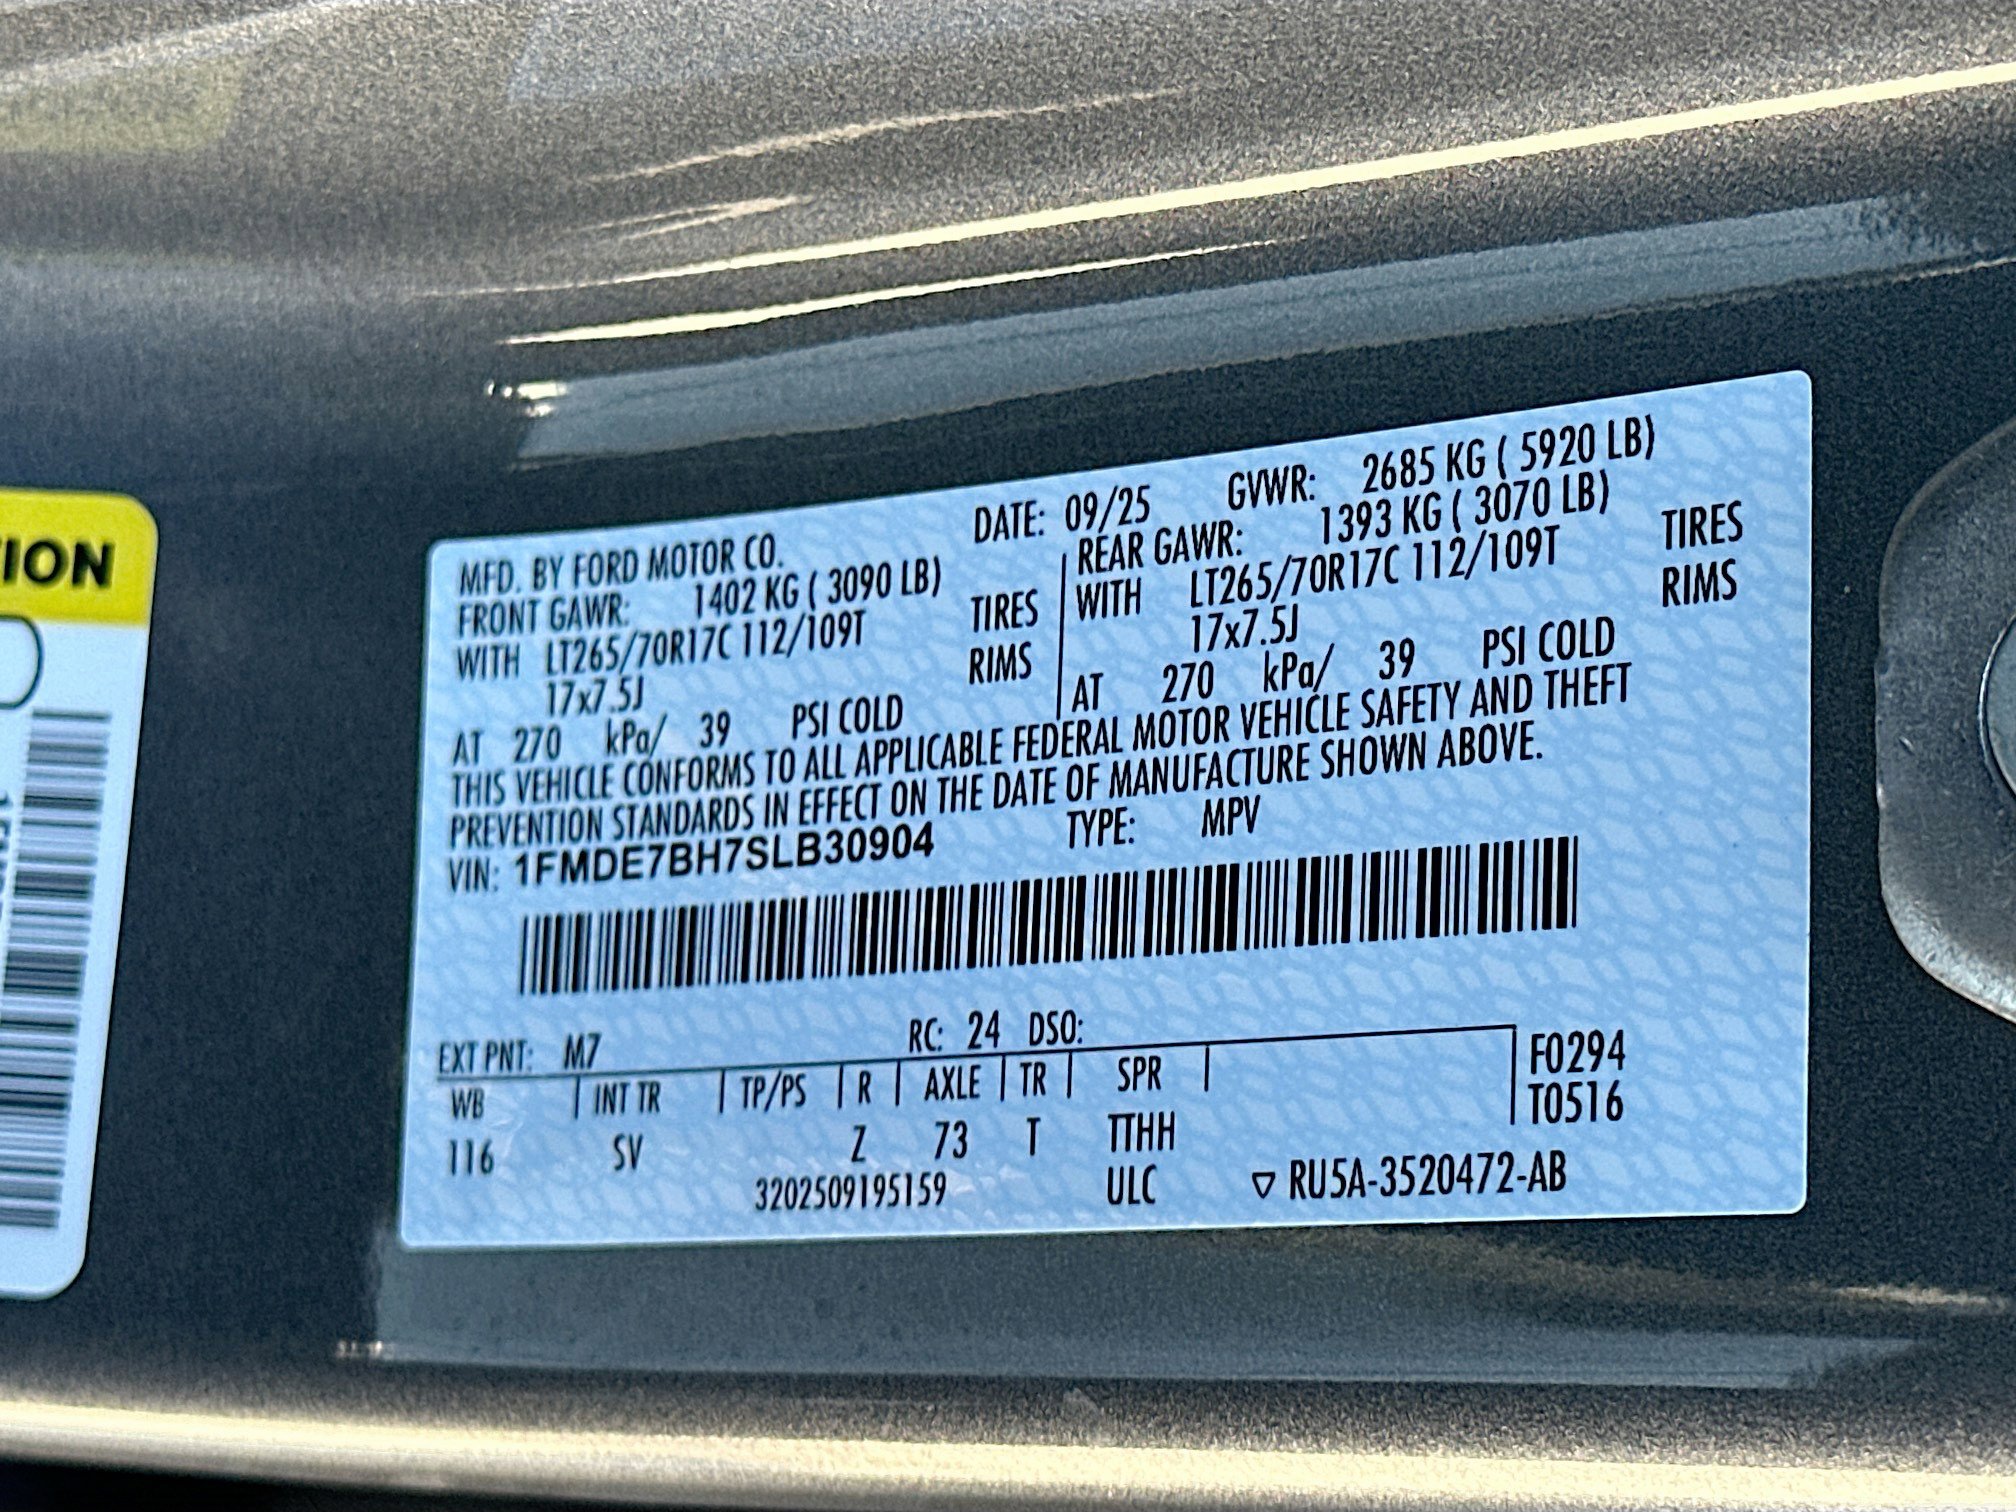 ION
MFD. BY FORD MOTOR CO. DATE: 09/25 GVWR: 2685 KG ( 5920 LB)
FRONT GAWR: 1402 KG ( 3090 LB) REAR GAWR: 1393 KG ( 3070 LB)
WITH LT265/70R17C 112/109T TIRES WITH LT265/70R17C 112/109T TIRES
17x7.5J RIMS 17x7.5J RIMS
AT 270 kPa/ 39 PSI COLD AT 270 kPa/ 39 PSI COLD
THIS VEHICLE CONFORMS TO ALL APPLICABLE FEDERAL MOTOR VEHICLE SAFETY AND THEFT
PREVENTION STANDARDS IN EFFECT ON THE DATE OF MANUFACTURE SHOWN ABOVE.
VIN: 1FMDE7BH7SLB30904 TYPE: MPV
EXT PNT: M7 RC: 24 DSO:
WB INT TR TP/PS R AXLE TR SPR F0294
T0516
116 SV Z 73 T TTHH
3202509195159 ULC ▽ RU5A-3520472-AB